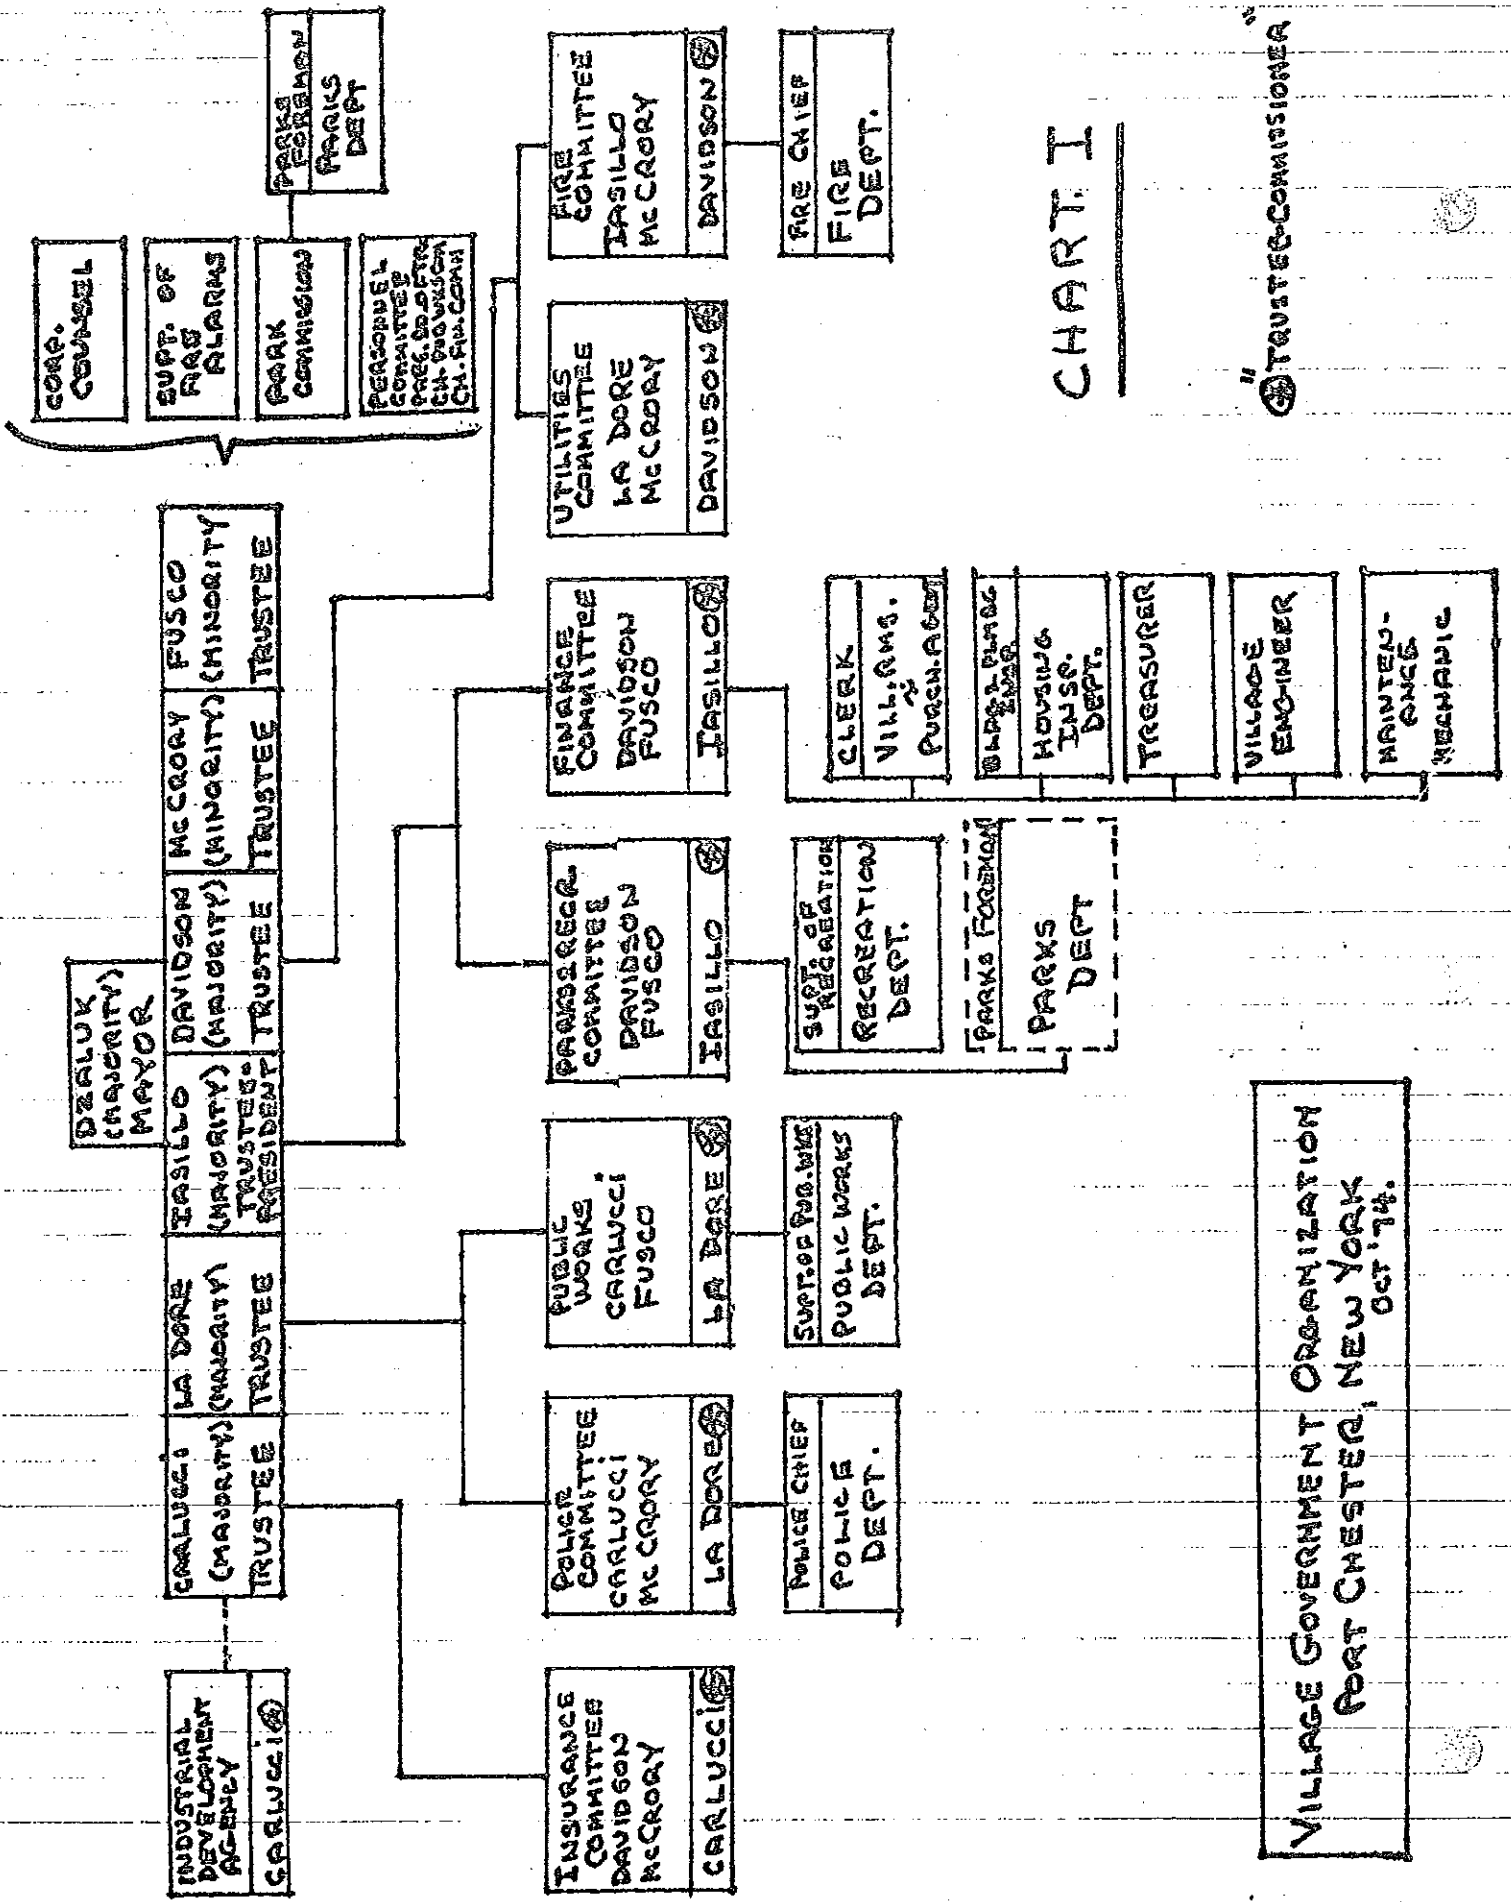 DZALUK
(MAJORITY)
MAYOR
CARLUCCI
(MAJORITY)
TRUSTEE
LA DORE
(MAJORITY)
TRUSTEE
IASILLO
(MAJORITY)
TRUSTEE-
PRESIDENT
DAVIDSON
(MAJORITY)
TRUSTEE
McCRORY
(MINORITY)
TRUSTEE
FUSCO
(MINORITY)
TRUSTEE
INDUSTRIAL
DEVELOPMENT
AGENCY
CARLUCCI
CORP.
COUNSEL
SUPT. OF
ALARMS
PARK
COMMISSION
PERSONNEL
COMMITTEE
PARKS
FOREMAN
PARKS
DEPT
INSURANCE
COMMITTEE
DAVIDSON
McCRORY
CARLUCCI
POLICE
COMMITTEE
CARLUCCI
McCRORY
LA DORE
POLICE CHIEF
POLICE
DEPT.
PUBLIC
WORKS
CARLUCCI
FUSCO
LA DORE
SUPT. OF PUB. WKS
PUBLIC WORKS
DEPT.
PARKS & RECR.
COMMITTEE
DAVIDSON
FUSCO
IASILLO
SUPT. OF
RECREATION
RECREATION
DEPT.
PARKS FOREMAN
PARKS
DEPT
FINANCE
COMMITTEE
DAVIDSON
FUSCO
IASILLO
CLERK
VILL. RMS.
&
PURCH. AGENT
BLDG & PLMBG
INSP.
HOUSING
INSP.
DEPT.
TREASURER
VILLAGE
ENGINEER
MAINTEN-
ANCE
MECHANIC
UTILITIES
COMMITTEE
LA DORE
McCRORY
DAVIDSON
FIRE
COMMITTEE
IASILLO
McCRORY
DAVIDSON
FIRE CHIEF
FIRE
DEPT.
CHART. I
"TRUSTEE-COMMISSIONER"
VILLAGE GOVERNMENT ORGANIZATION
PORT CHESTER, NEW YORK
OCT '74.